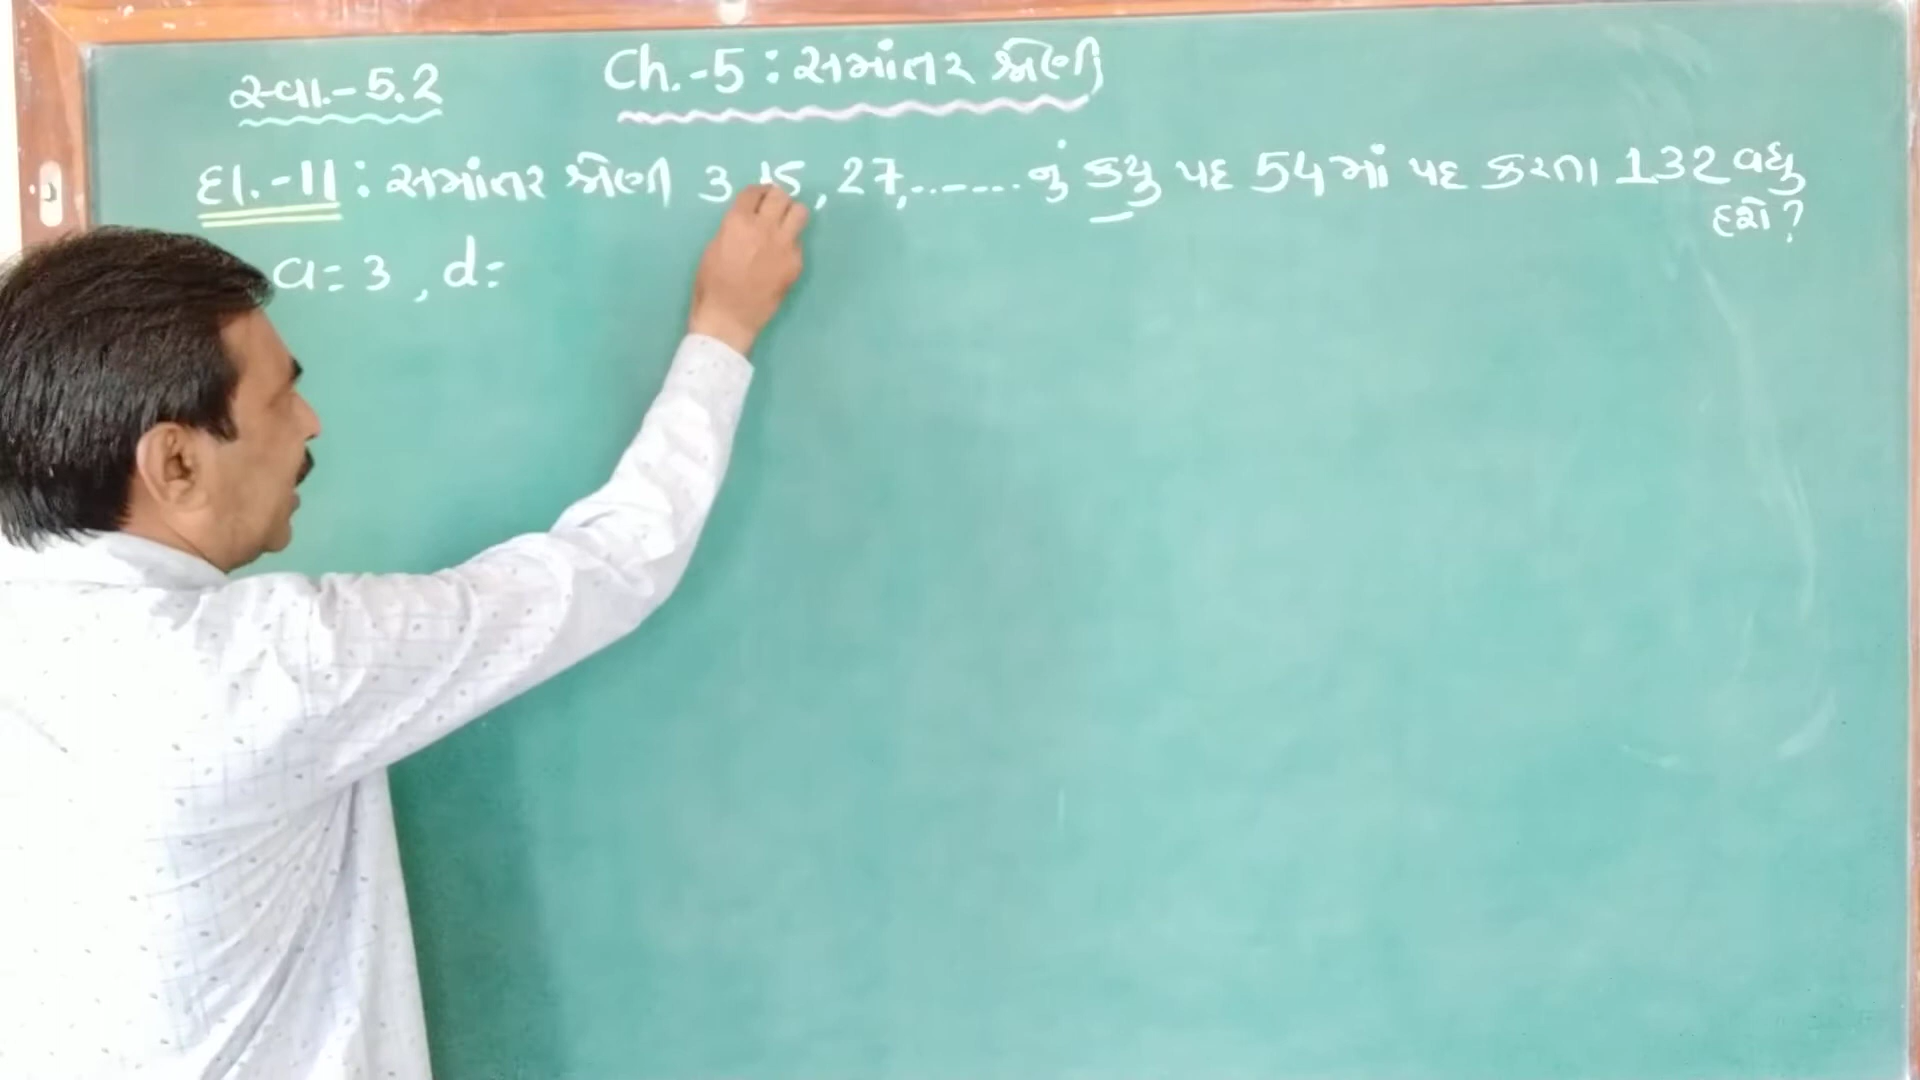 સ્વા.-5.2
Ch.-5 : સમાંતર શ્રેણી
દા.-11 : સમાંતર શ્રેણી 3 15, 27,....... નું કયુ પદ 54માં પદ કરતા 132 વધુ
હશે?
a = 3 , d =